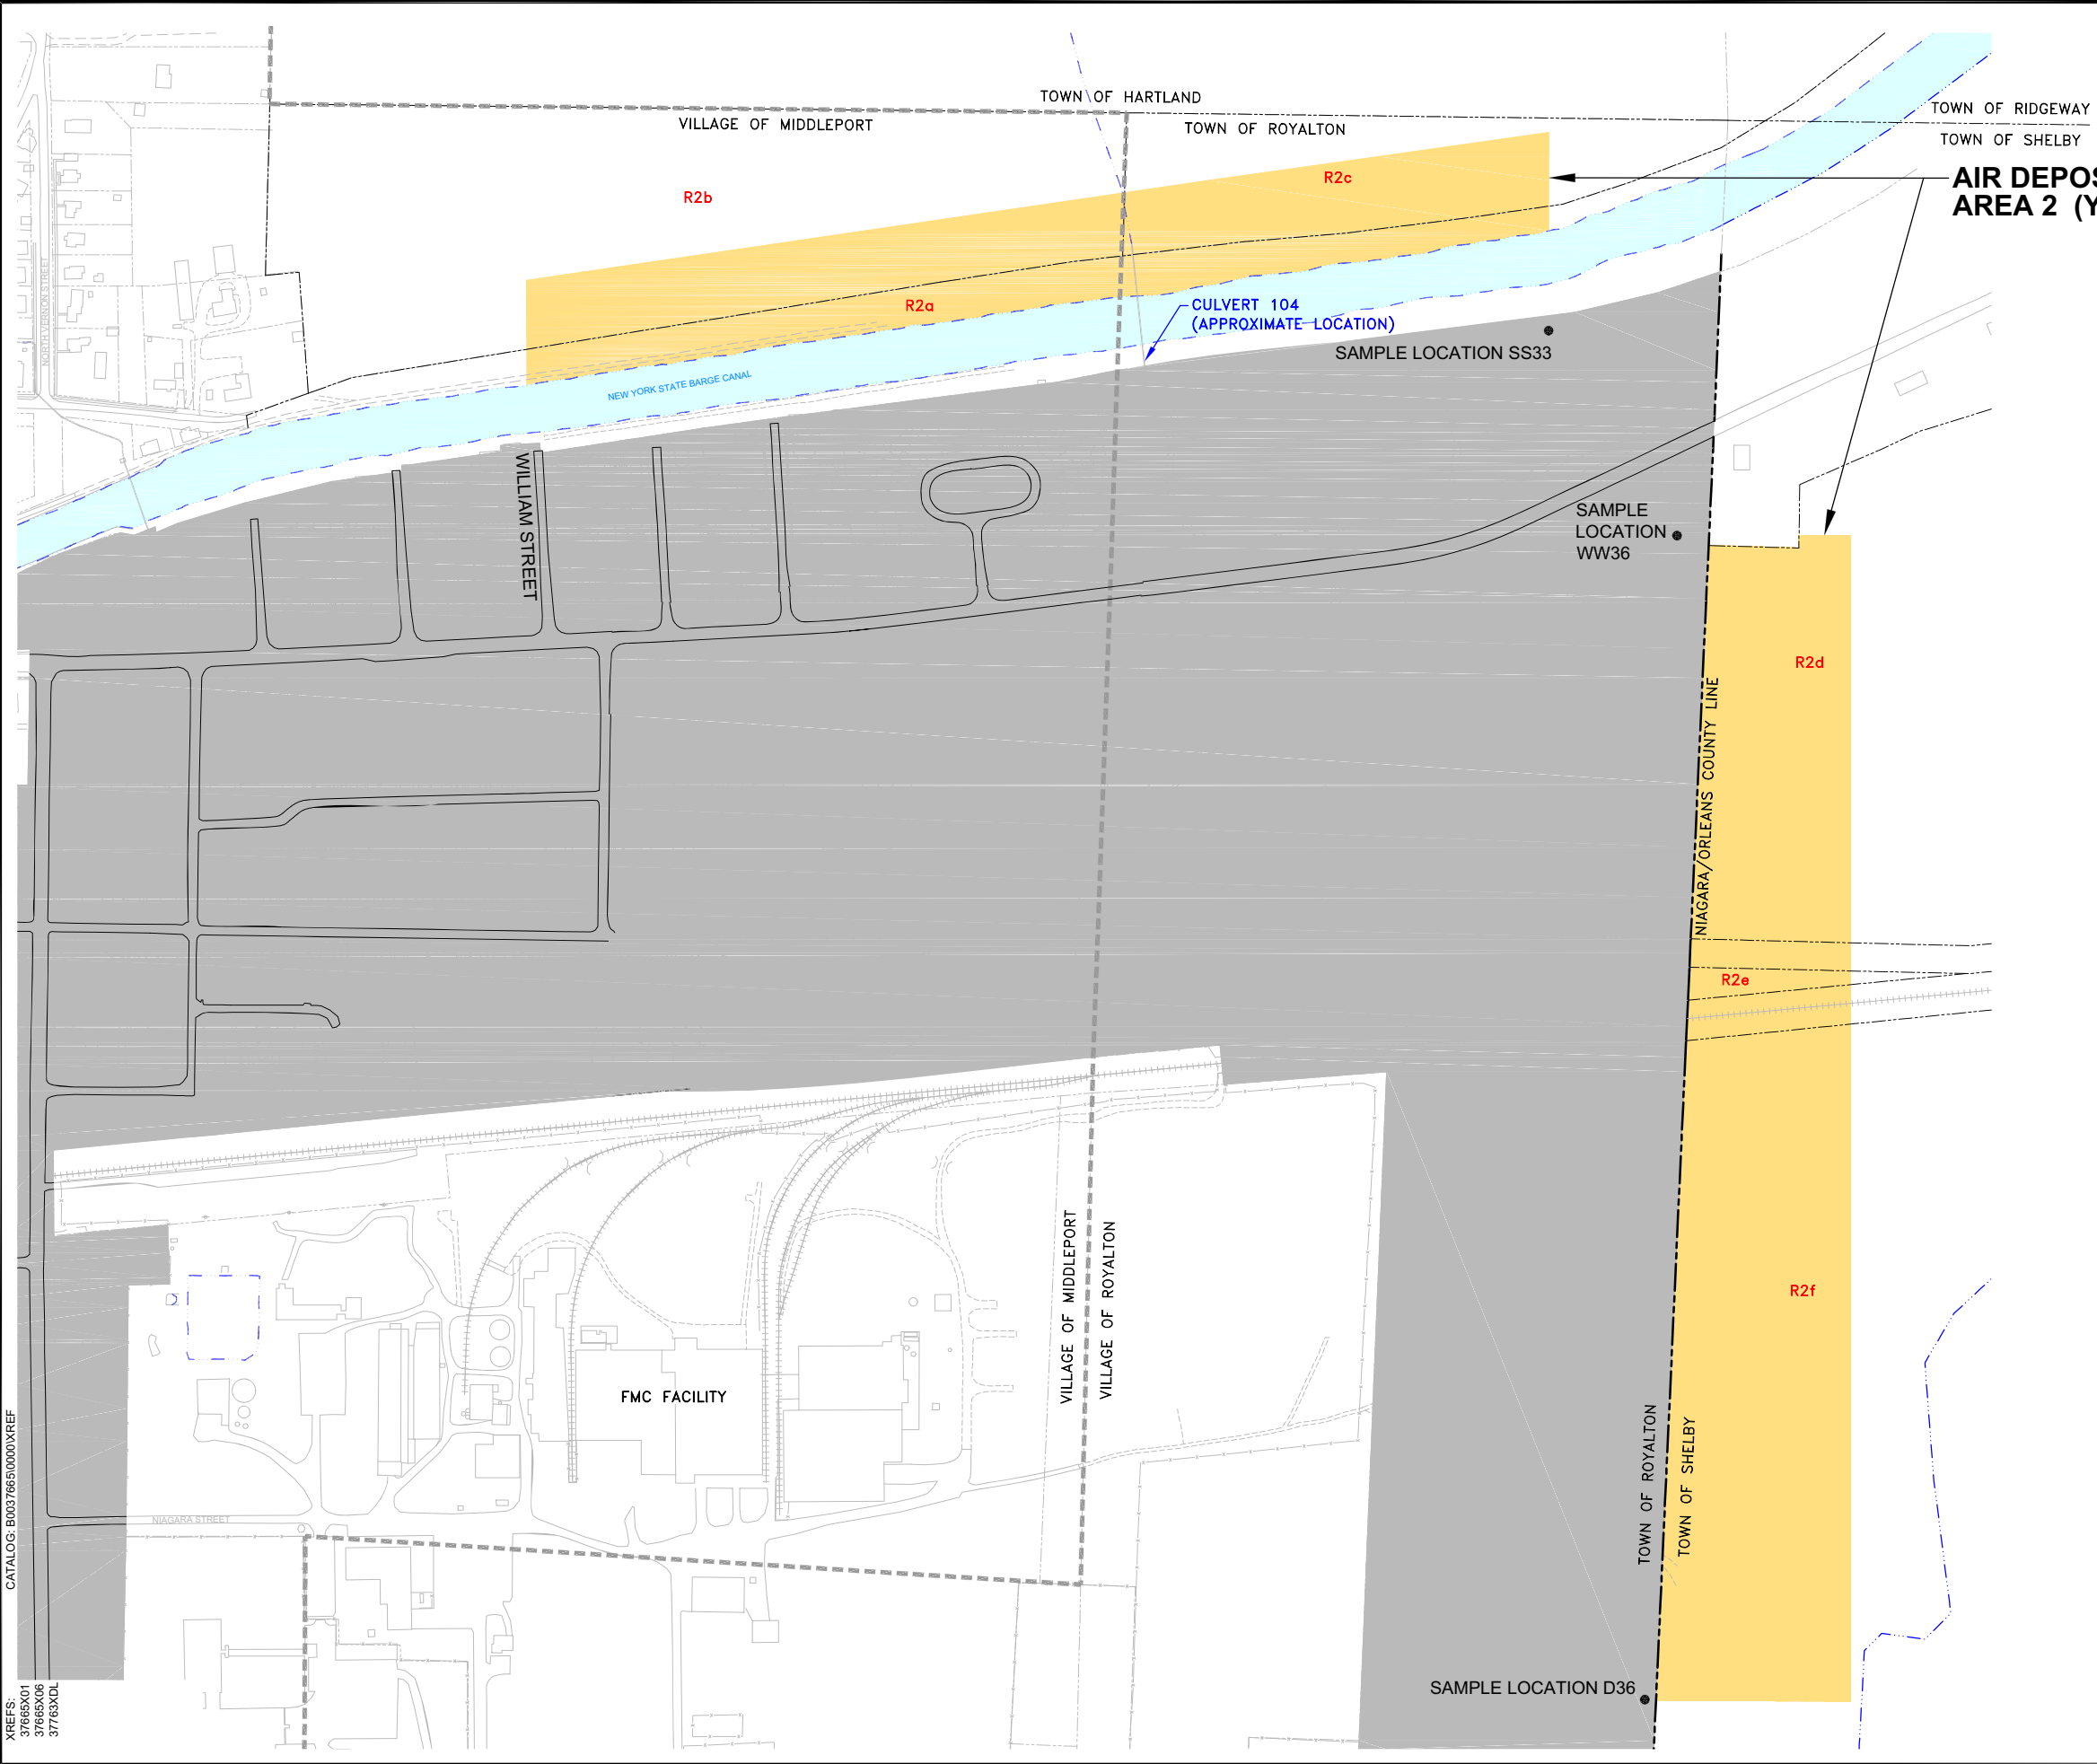 TOWN OF HARTLAND
VILLAGE OF MIDDLEPORT
TOWN OF ROYALTON
TOWN OF RIDGEWAY
TOWN OF SHELBY
AIR DEPOS
AREA 2 (Y
R2b
R2c
R2a
CULVERT 104
(APPROXIMATE LOCATION)
NORTH VERNON STREET
NEW YORK STATE BARGE CANAL
SAMPLE LOCATION SS33
WILLIAM STREET
SAMPLE
LOCATION
WW36
R2d
NIAGARA/ORLEANS COUNTY LINE
R2e
R2f
VILLAGE OF MIDDLEPORT
VILLAGE OF ROYALTON
FMC FACILITY
TOWN OF ROYALTON
TOWN OF SHELBY
NIAGARA STREET
SAMPLE LOCATION D36
CATALOG: B0037665\0000\XREF
XREFS:
37665X01
37665X06
37763XDL